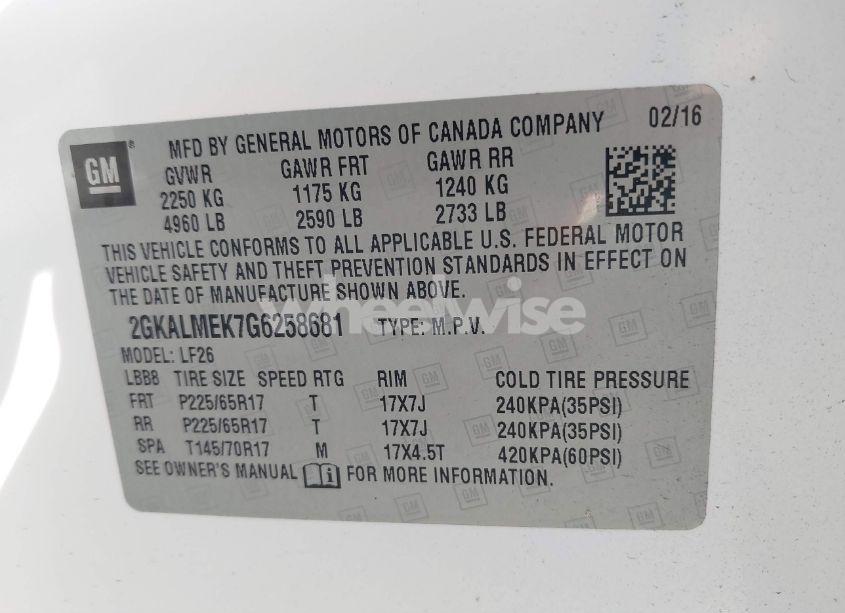 GM
MFD BY GENERAL MOTORS OF CANADA COMPANY 02/16
GVWR GAWR FRT GAWR RR
2250 KG 1175 KG 1240 KG
4960 LB 2590 LB 2733 LB
THIS VEHICLE CONFORMS TO ALL APPLICABLE U.S. FEDERAL MOTOR
VEHICLE SAFETY AND THEFT PREVENTION STANDARDS IN EFFECT ON
THE DATE OF MANUFACTURE SHOWN ABOVE.
wheelwise
2GKALMEK7G6258681 TYPE: M.P.V.
MODEL: LF26
LBB8 TIRE SIZE SPEED RTG RIM COLD TIRE PRESSURE
FRT P225/65R17 T 17X7J 240KPA(35PSI)
RR P225/65R17 T 17X7J 240KPA(35PSI)
SPA T145/70R17 M 17X4.5T 420KPA(60PSI)
SEE OWNER'S MANUAL i FOR MORE INFORMATION.